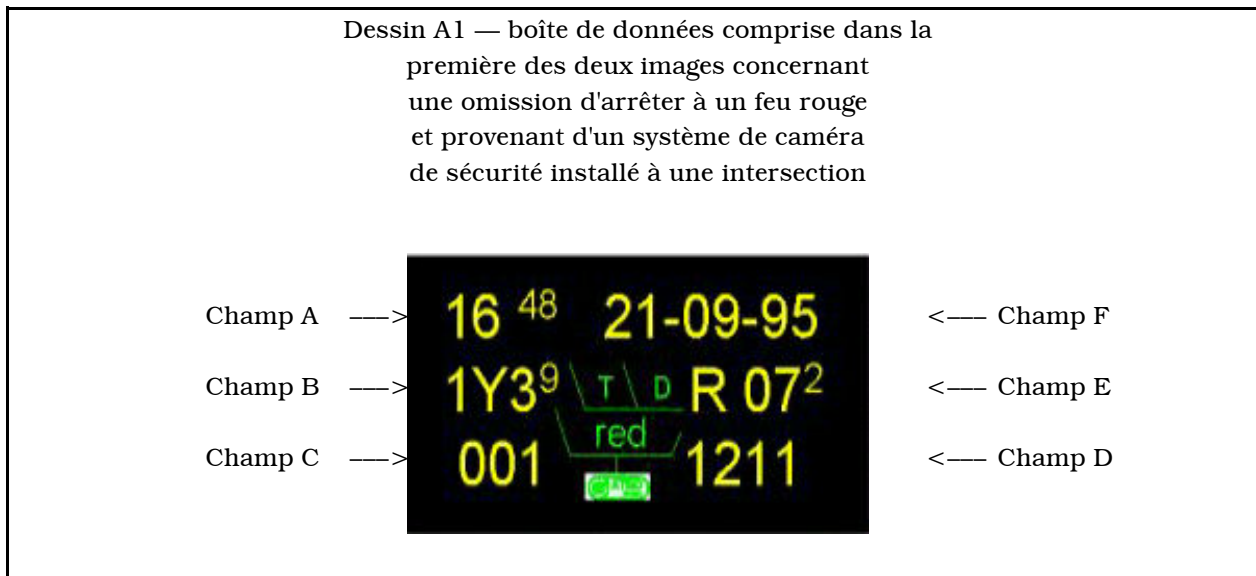 Dessin A1 — boîte de données comprise dans la
première des deux images concernant
une omission d'arrêter à un feu rouge
et provenant d'un système de caméra
de sécurité installé à une intersection
Champ A —––> 16 48 21-09-95 <–—– Champ F
Champ B —––> 1Y3⁹ T D R 07² <–—– Champ E
red
Champ C —––> 001 1211 <–—– Champ D